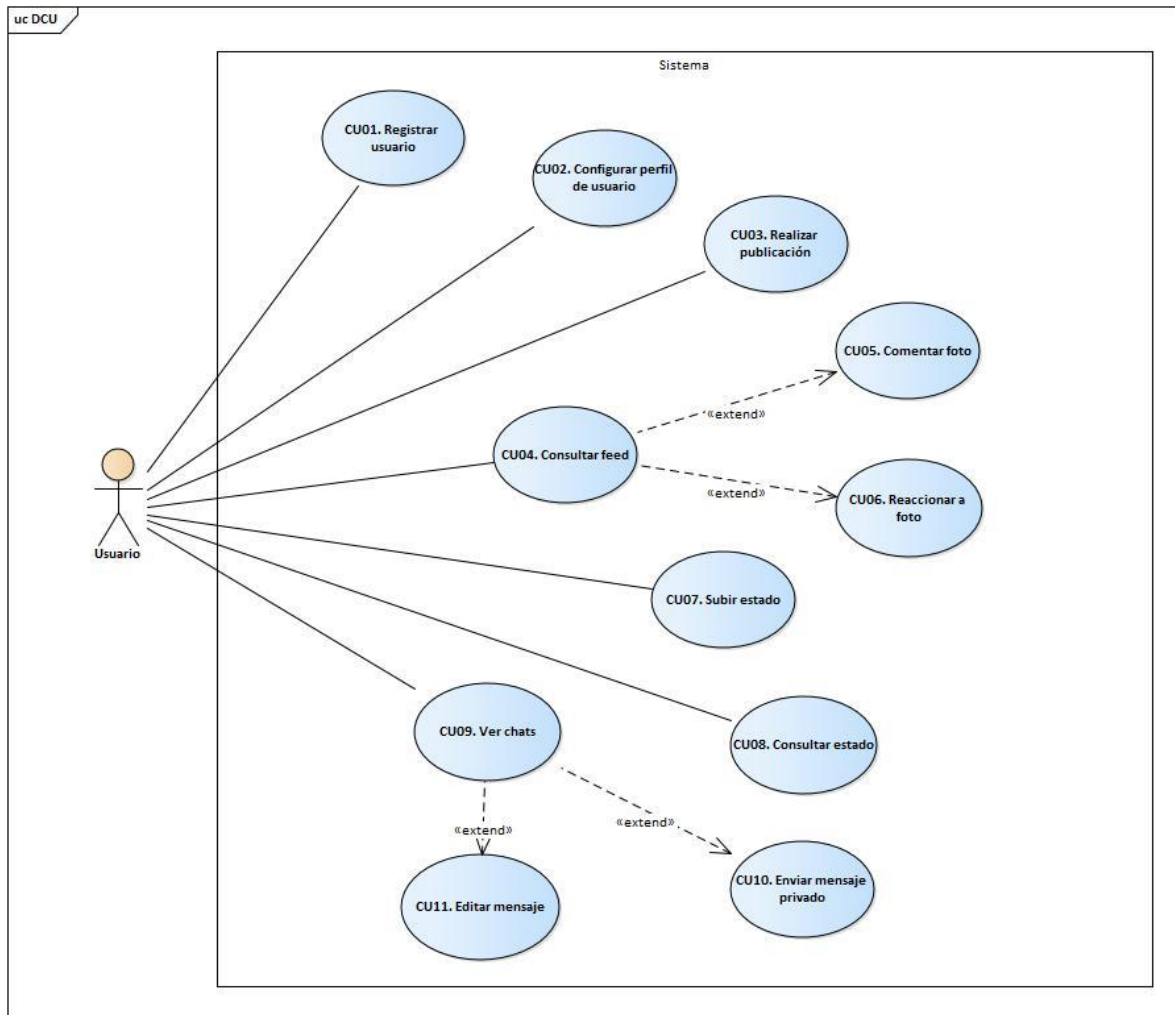 uc DCU
Sistema
CU01. Registrar
usuario
CU02. Configurar perfil
de usuario
CU03. Realizar
publicación
CU05. Comentar foto
«extend»
CU04. Consultar feed
«extend»
CU06. Reaccionar a
foto
Usuario
CU07. Subir estado
CU09. Ver chats
CU08. Consultar estado
«extend»
«extend»
CU10. Enviar mensaje
privado
CU11. Editar mensaje